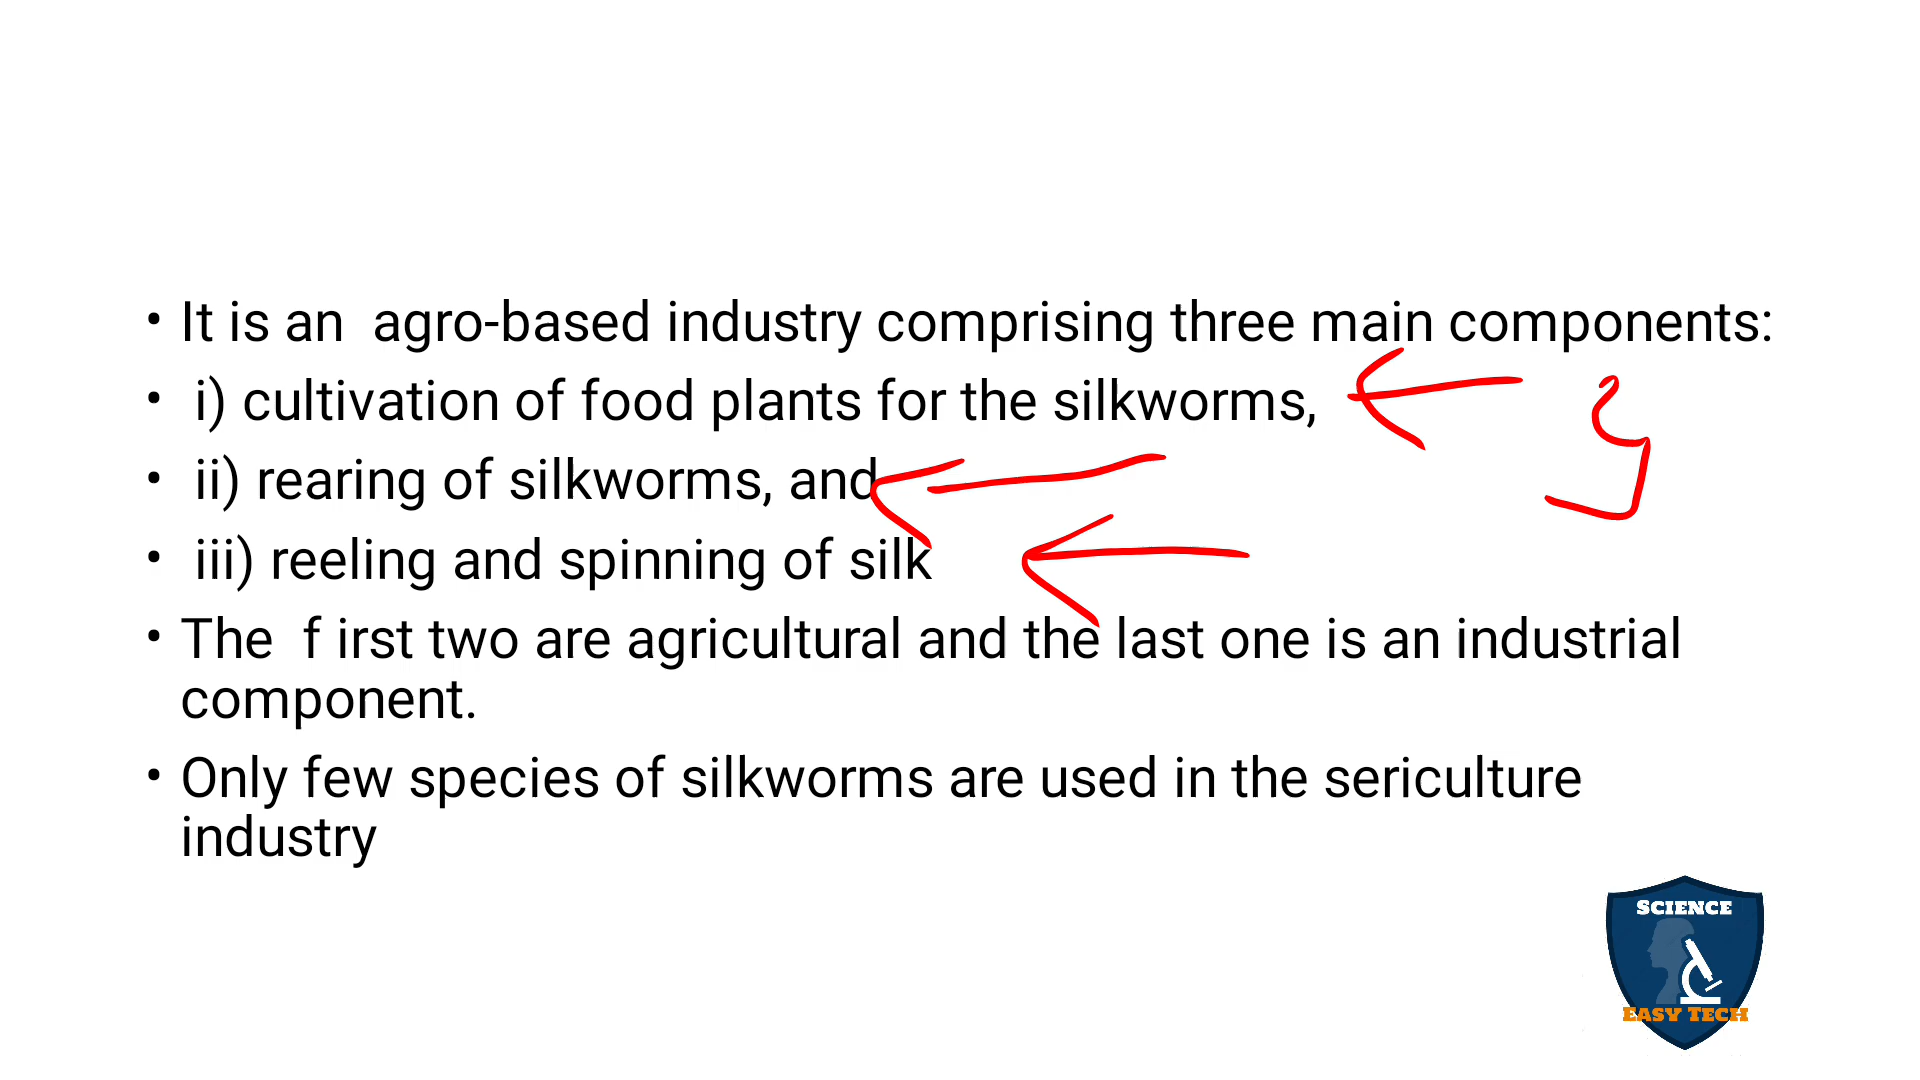 • It is an  agro-based industry comprising three main components:
•  i) cultivation of food plants for the silkworms,
•  ii) rearing of silkworms, and
•  iii) reeling and spinning of silk
• The  f irst two are agricultural and the last one is an industrial
component.
• Only few species of silkworms are used in the sericulture
industry
SCIENCE
EASY TECH